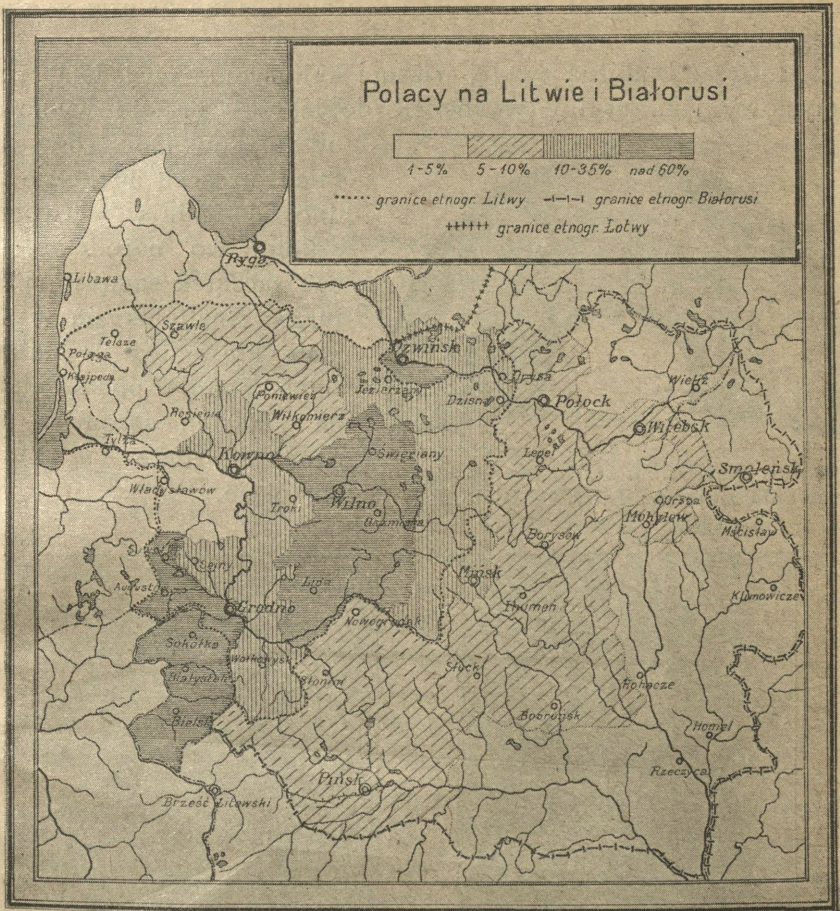 Polacy na Litwie i Białorusi
1-5% 5-10% 10-35% nad 60%
granice etnogr. Litwy granice etnogr. Białorusi
granice etnogr. Łotwy
Ryga
Libawa
Szawle
Telsze
Połąga
Kłajpeda
Dźwińsk
Jeziorosy
Drysa
Dzisna
Połock
Wieliż
Poniewież
Rosienie
Wiłkomierz
Witebsk
Tylża
Kowno
Święciany
Lepel
Smoleńsk
Władysławów
Troki
Wilno
Oszmiany
Orsza
Mohylew
Mścisław
Borysów
Sejny
August
Lida
Mińsk
Ihumeń
Klimowicze
Grodno
Nowogródek
Sokółka
Wołkowysk
Białystok
Słonim
Słuck
Rohacze
Bielsk
Bobrujsk
Homel
Rzeczyca
Pińsk
Brześć Litewski